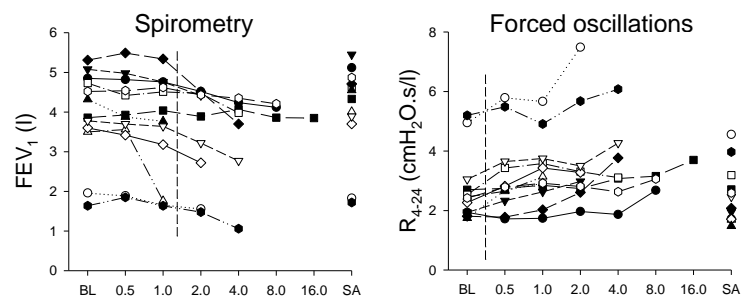 Spirometry
Forced oscillations
FEV1 (l)
6
5
4
3
2
1
0
BL 0.5 1.0 2.0 4.0 8.0 16.0 SA
R4-24 (cmH2O.s/l)
8
6
4
2
0
BL 0.5 1.0 2.0 4.0 8.0 16.0 SA